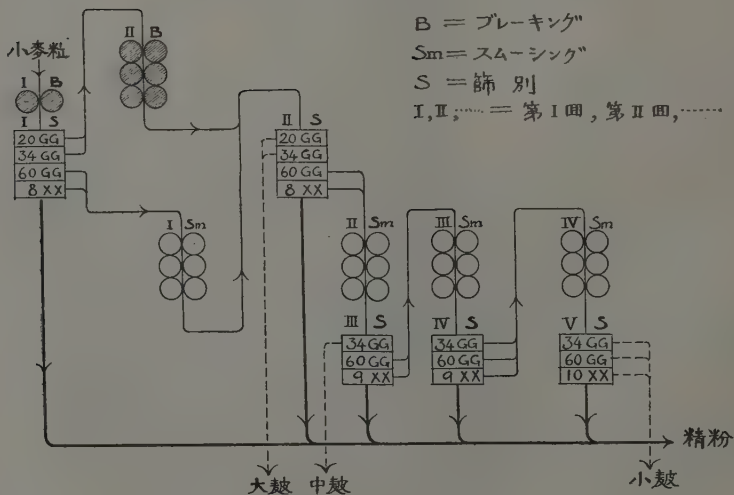 B = ブレーキング
Sm= スムーシング
S =篩別
I,II,…… = 第I回,第II回,……
小麥粒
I B
I S
20 GG
34 GG
60 GG
8 XX
II B
I Sm
II S
20 GG
34 GG
60 GG
8 XX
II Sm
III S
34 GG
60 GG
9 XX
III Sm
IV S
34 GG
60 GG
9 XX
IV Sm
V S
34 GG
60 GG
10 XX
精粉
大麬
中麬
小麬